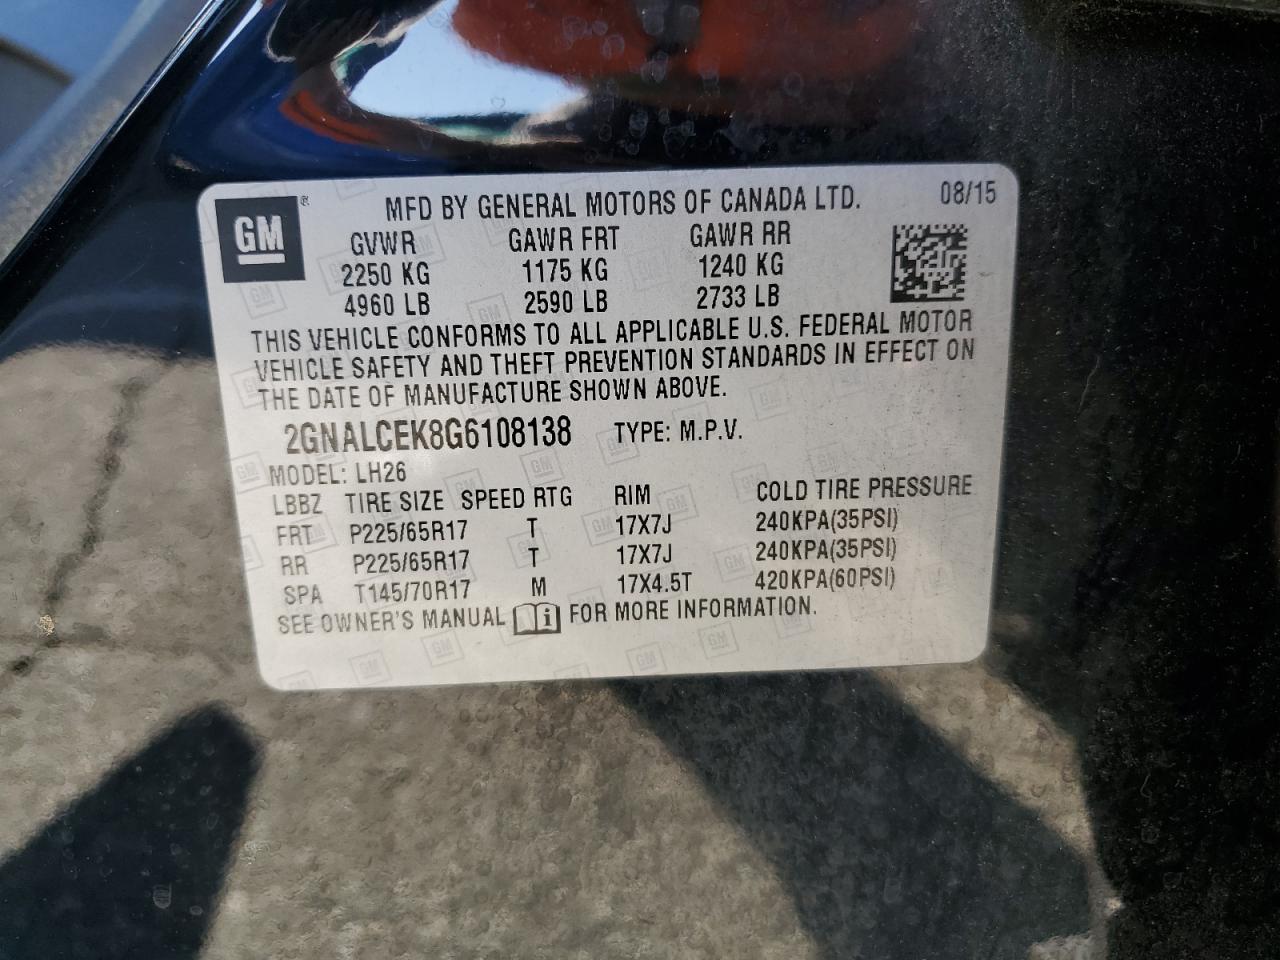 GM ® MFD BY GENERAL MOTORS OF CANADA LTD. 08/15
GVWR GAWR FRT GAWR RR
2250 KG 1175 KG 1240 KG
4960 LB 2590 LB 2733 LB
THIS VEHICLE CONFORMS TO ALL APPLICABLE U.S. FEDERAL MOTOR
VEHICLE SAFETY AND THEFT PREVENTION STANDARDS IN EFFECT ON
THE DATE OF MANUFACTURE SHOWN ABOVE.
2GNALCEK8G6108138 TYPE: M.P.V.
MODEL: LH26
LBBZ TIRE SIZE SPEED RTG RIM COLD TIRE PRESSURE
FRT P225/65R17 T 17X7J 240KPA(35PSI)
RR P225/65R17 T 17X7J 240KPA(35PSI)
SPA T145/70R17 M 17X4.5T 420KPA(60PSI)
SEE OWNER'S MANUAL i FOR MORE INFORMATION.